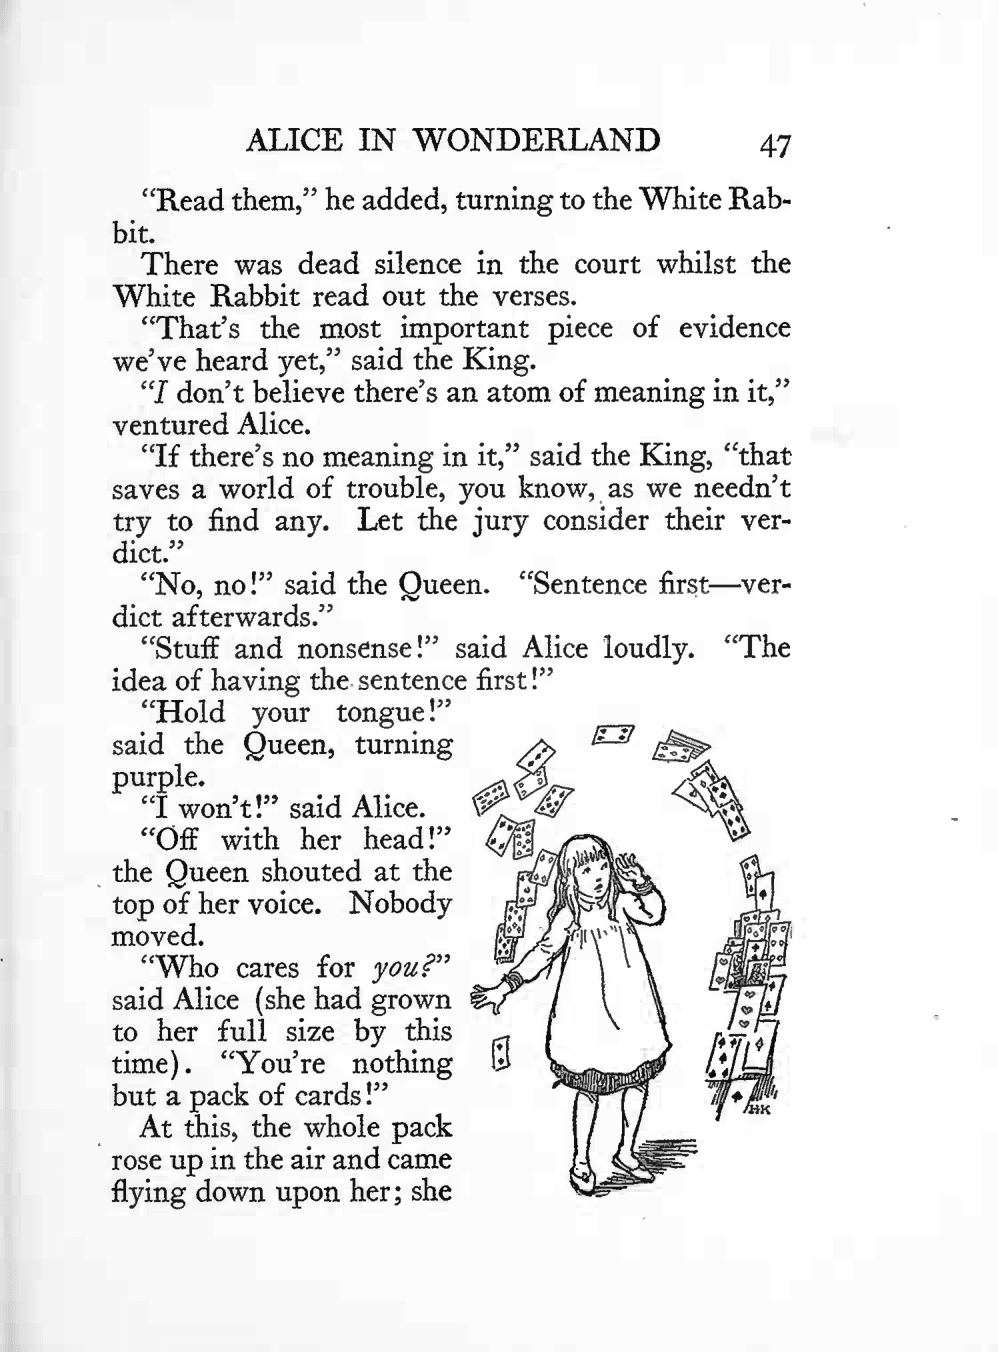 ALICE IN WONDERLAND 47
“Read them,” he added, turning to the White Rab-
bit.
There was dead silence in the court whilst the
White Rabbit read out the verses.
“That’s the most important piece of evidence
we’ve heard yet,” said the King.
“I don’t believe there’s an atom of meaning in it,”
ventured Alice.
“If there’s no meaning in it,” said the King, “that
saves a world of trouble, you know, as we needn’t
try to find any. Let the jury consider their ver-
dict.”
“No, no!” said the Queen. “Sentence first—ver-
dict afterwards.”
“Stuff and nonsense!” said Alice loudly. “The
idea of having the sentence first!”
“Hold your tongue!”
said the Queen, turning
purple.
“I won’t!” said Alice.
“Off with her head!”
the Queen shouted at the
top of her voice. Nobody
moved.
“Who cares for you?”
said Alice (she had grown
to her full size by this
time). “You’re nothing
but a pack of cards!”
At this, the whole pack
rose up in the air and came
flying down upon her; she
HK